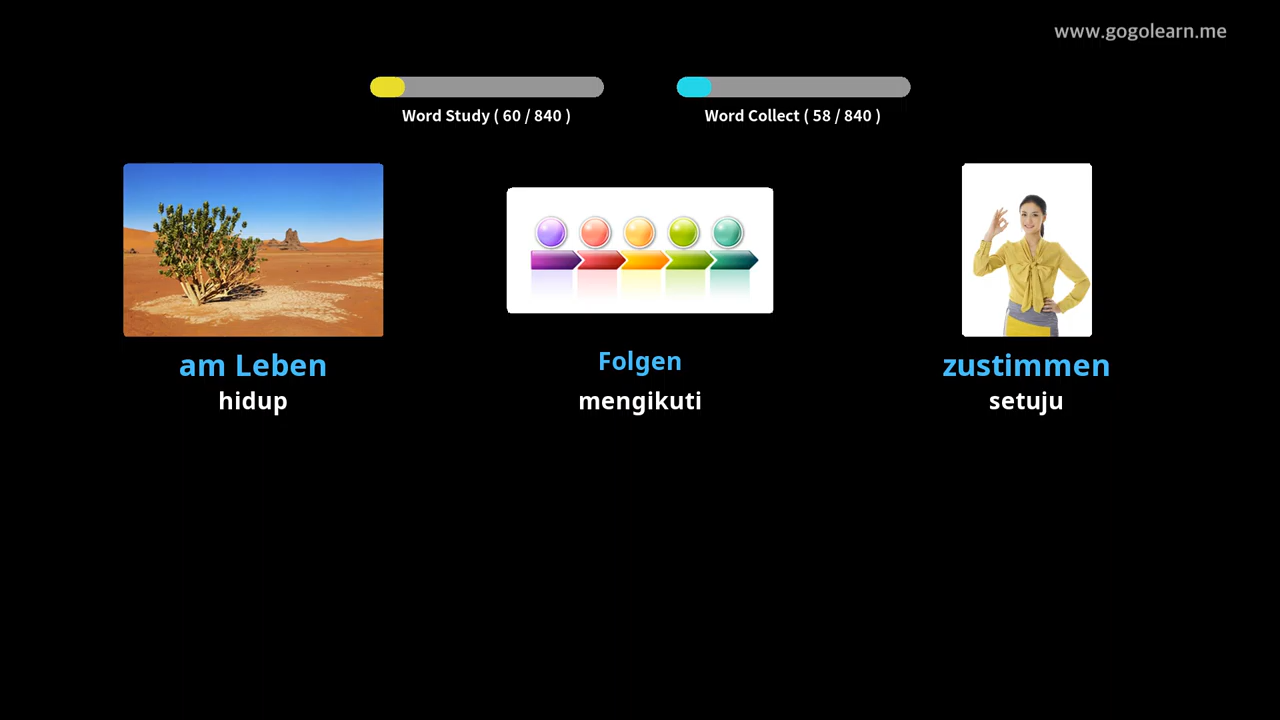 www.gogolearn.me
Word Study ( 60 / 840 )
Word Collect ( 58 / 840 )
am Leben
hidup
Folgen
mengikuti
zustimmen
setuju